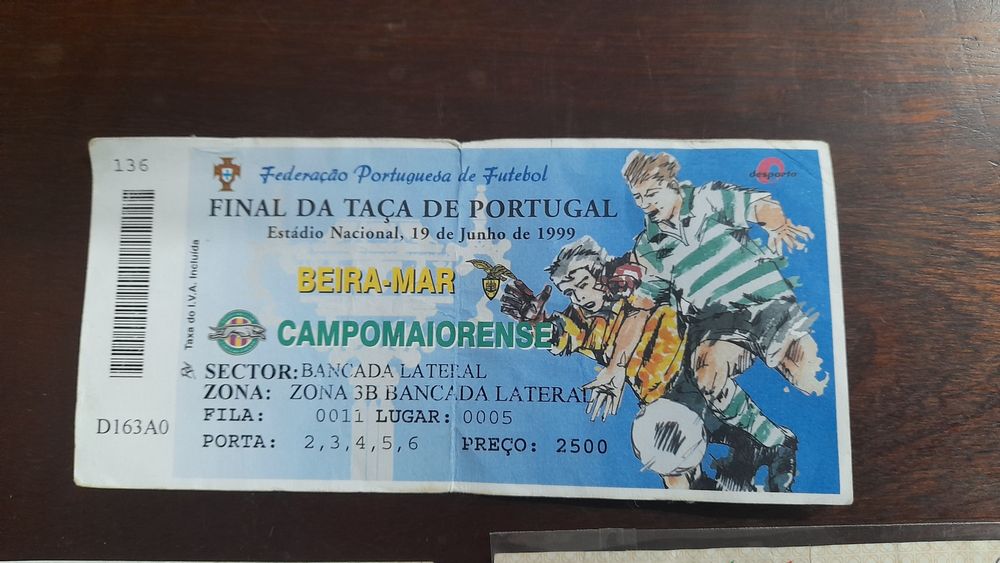 136
D163A0
Taxa do I.V.A. Incluída
Federação Portuguesa de Futebol
desporto
FINAL DA TAÇA DE PORTUGAL
Estádio Nacional, 19 de Junho de 1999
BEIRA-MAR
CAMPOMAIORENSE
SECTOR: BANCADA LATERAL
ZONA: ZONA 3B BANCADA LATERAL
FILA: 0011 LUGAR: 0005
PORTA: 2,3,4,5,6 PREÇO: 2500